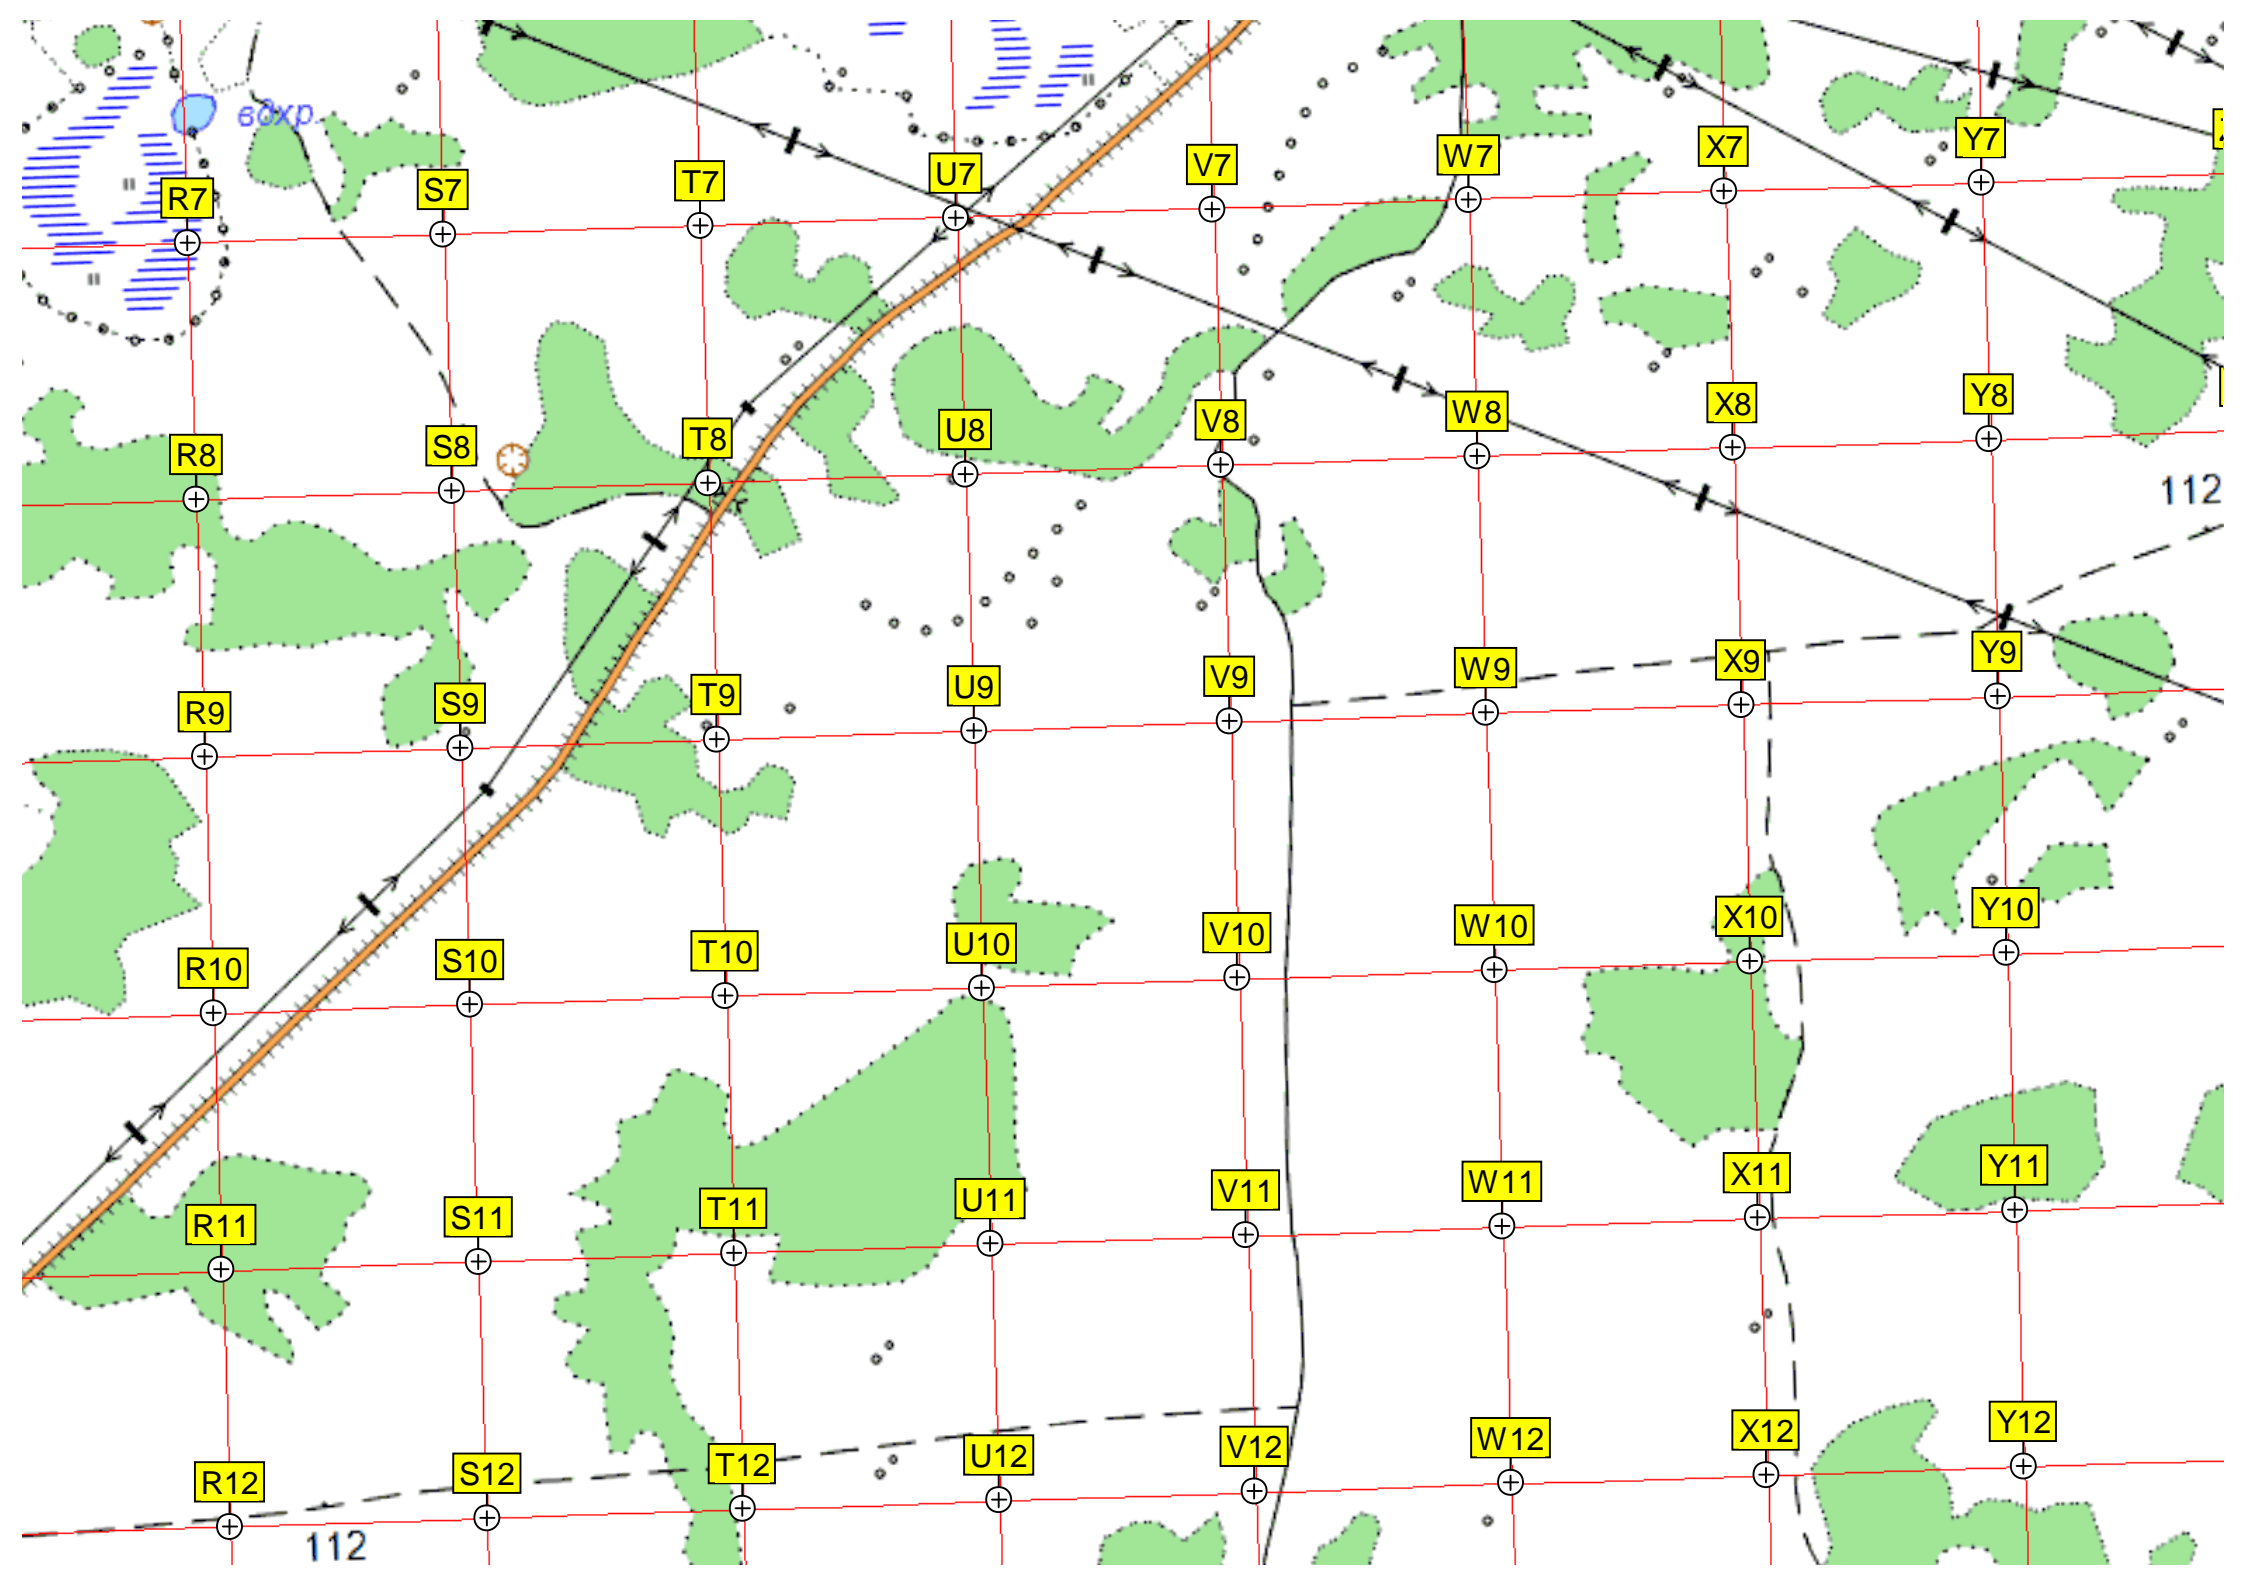 вдхр.
R7 S7 T7 U7 V7 W7 X7 Y7
R8 S8 T8 U8 V8 W8 X8 Y8
112
R9 S9 T9 U9 V9 W9 X9 Y9
R10 S10 T10 U10 V10 W10 X10 Y10
R11 S11 T11 U11 V11 W11 X11 Y11
R12 S12 T12 U12 V12 W12 X12 Y12
112